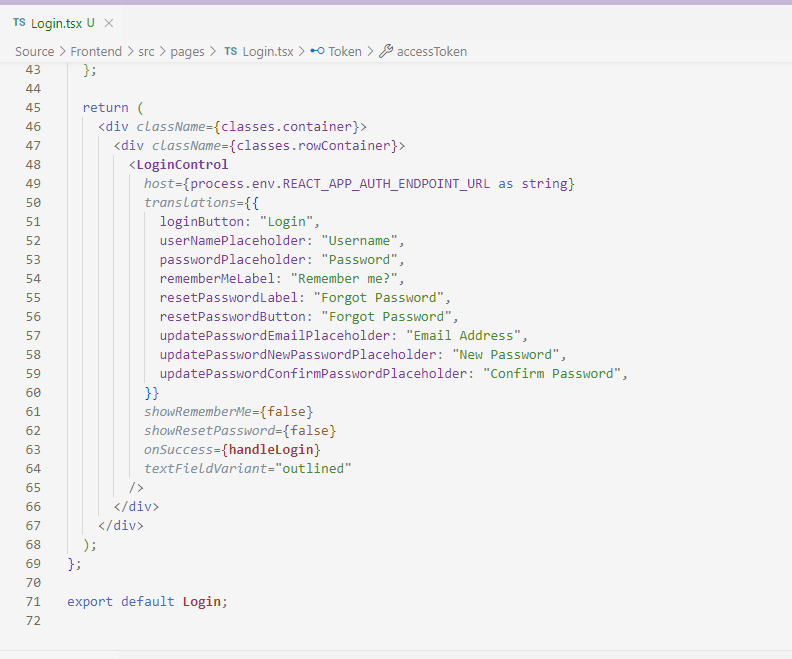 TS Login.tsx U ×
Source > Frontend > src > pages > TS Login.tsx > Token > accessToken
43 };
44
45 return (
46 <div className={classes.container}>
47 <div className={classes.rowContainer}>
48 <LoginControl
49 host={process.env.REACT_APP_AUTH_ENDPOINT_URL as string}
50 translations={{
51 loginButton: "Login",
52 userNamePlaceholder: "Username",
53 passwordPlaceholder: "Password",
54 rememberMeLabel: "Remember me?",
55 resetPasswordLabel: "Forgot Password",
56 resetPasswordButton: "Forgot Password",
57 updatePasswordEmailPlaceholder: "Email Address",
58 updatePasswordNewPasswordPlaceholder: "New Password",
59 updatePasswordConfirmPasswordPlaceholder: "Confirm Password",
60 }}
61 showRememberMe={false}
62 showResetPassword={false}
63 onSuccess={handleLogin}
64 textFieldVariant="outlined"
65 />
66 </div>
67 </div>
68 );
69 };
70
71 export default Login;
72